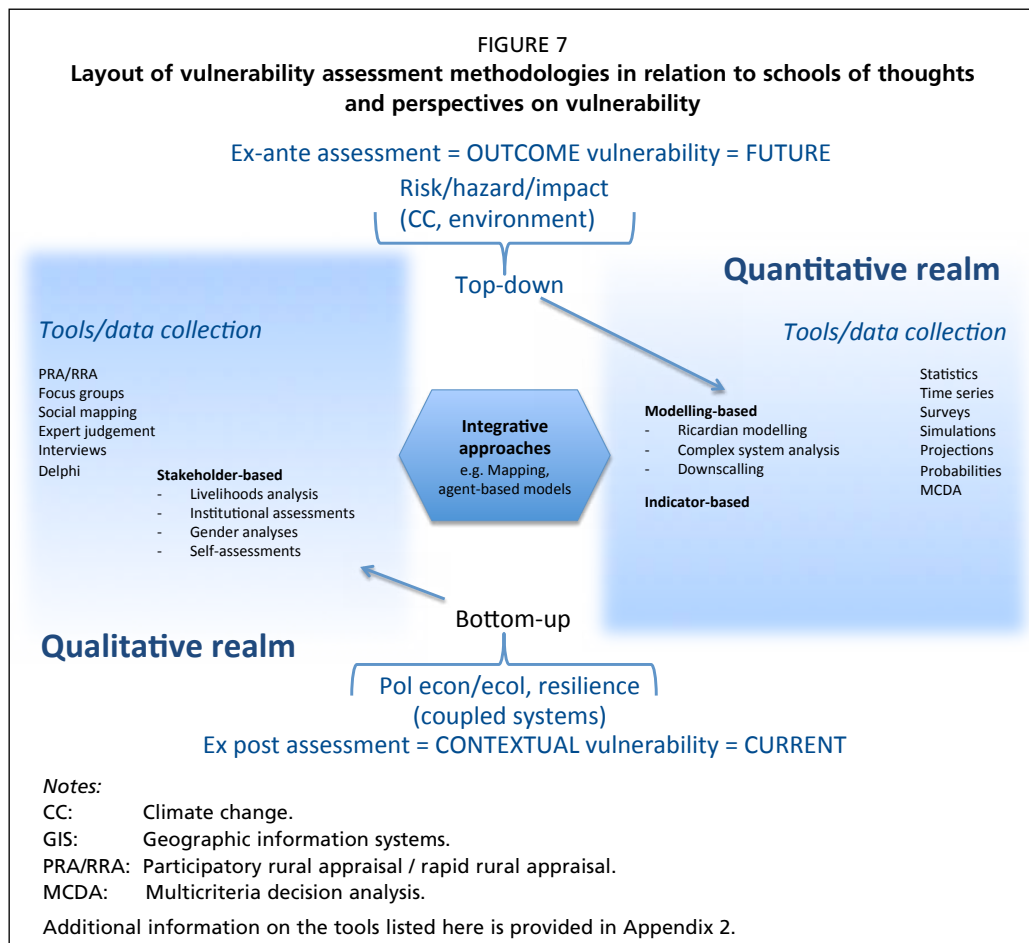 FIGURE 7
Layout of vulnerability assessment methodologies in relation to schools of thoughts
and perspectives on vulnerability
Ex-ante assessment = OUTCOME vulnerability = FUTURE
Risk/hazard/impact
(CC, environment)
Top-down
Quantitative realm
Tools/data collection
PRA/RRA
Focus groups
Social mapping
Expert judgement
Interviews
Delphi
Stakeholder-based
- Livelihoods analysis
- Institutional assessments
- Gender analyses
- Self-assessments
Integrative
approaches
e.g. Mapping,
agent-based models
Tools/data collection
Modelling-based
- Ricardian modelling
- Complex system analysis
- Downscalling
Indicator-based
Statistics
Time series
Surveys
Simulations
Projections
Probabilities
MCDA
Qualitative realm
Bottom-up
Pol econ/ecol, resilience
(coupled systems)
Ex post assessment = CONTEXTUAL vulnerability = CURRENT
Notes:
CC: Climate change.
GIS: Geographic information systems.
PRA/RRA: Participatory rural appraisal / rapid rural appraisal.
MCDA: Multicriteria decision analysis.
Additional information on the tools listed here is provided in Appendix 2.